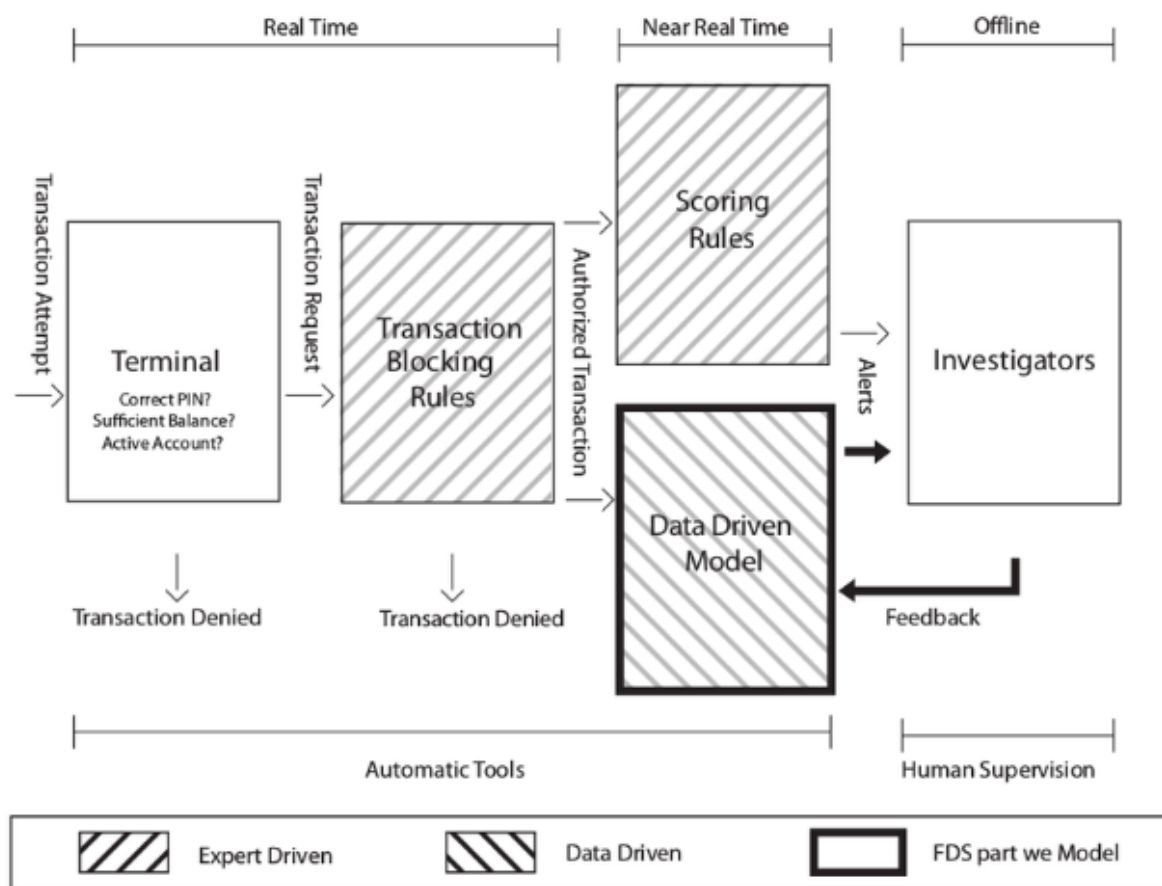 Real Time
Near Real Time
Offline
Transaction Attempt
Terminal
Correct PIN?
Sufficient Balance?
Active Account?
Transaction Request
Transaction
Blocking
Rules
Authorized Transaction
Scoring
Rules
Data Driven
Model
Alerts
Investigators
Transaction Denied
Transaction Denied
Feedback
Automatic Tools
Human Supervision
Expert Driven
Data Driven
FDS part we Model